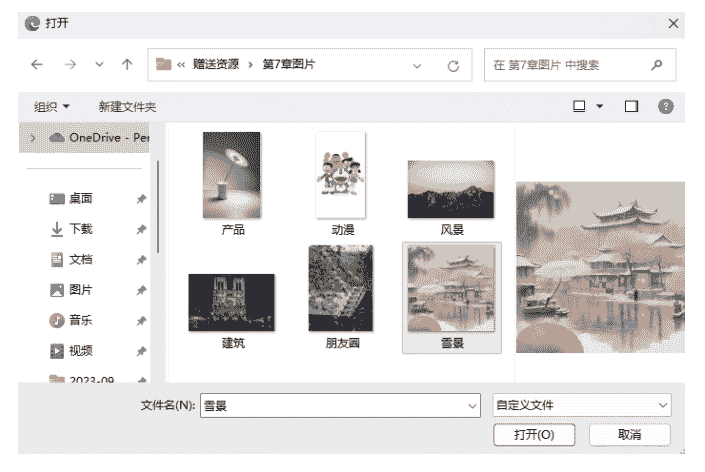 打开
« 赠送资源 › 第7章图片
在 第7章图片 中搜索
组织
新建文件夹
OneDrive - Per
桌面
下载
文档
图片
音乐
视频
2023-09
产品
动漫
风景
建筑
朋友圈
雪景
文件名(N): 雪景
自定义文件
打开(O)
取消